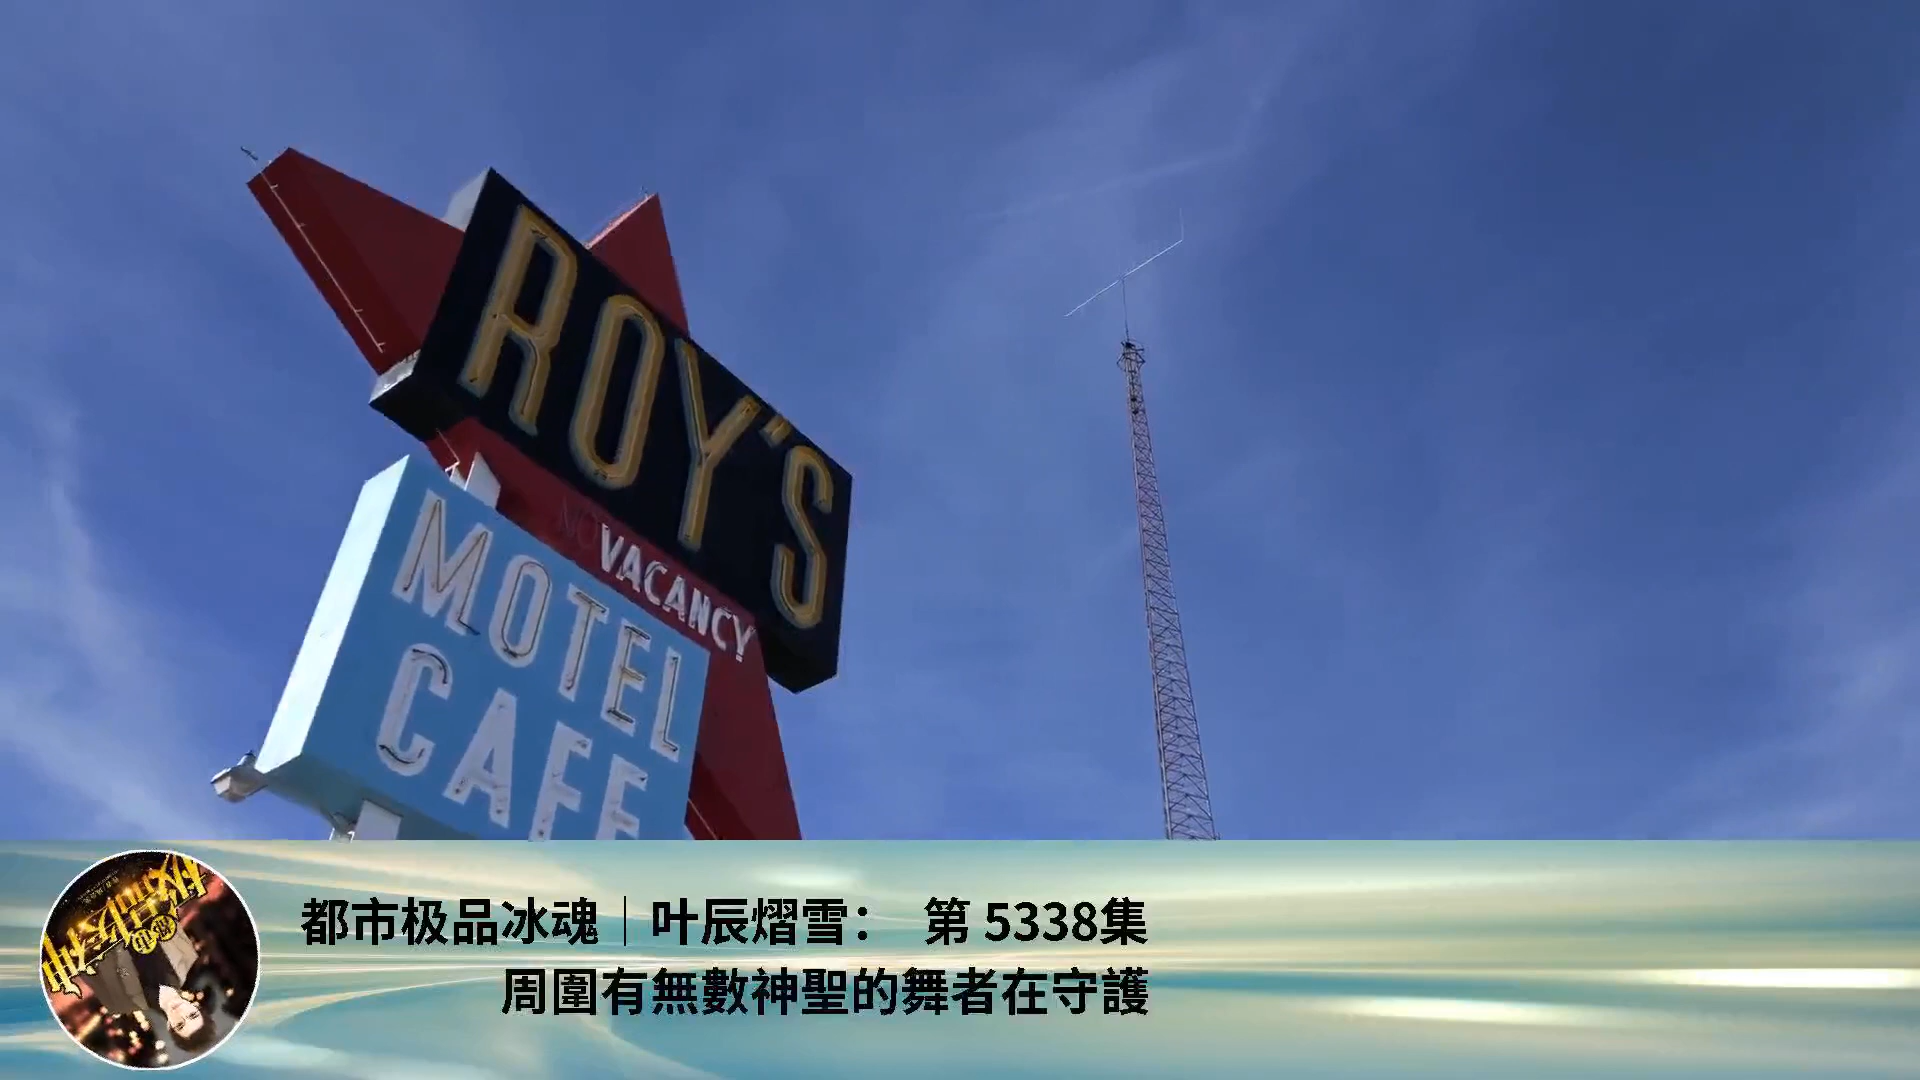 ROY'S
NO VACANCY
MOTEL
CAFE
都市极品冰魂｜叶辰熠雪： 第 5338集
周圍有無數神聖的舞者在守護